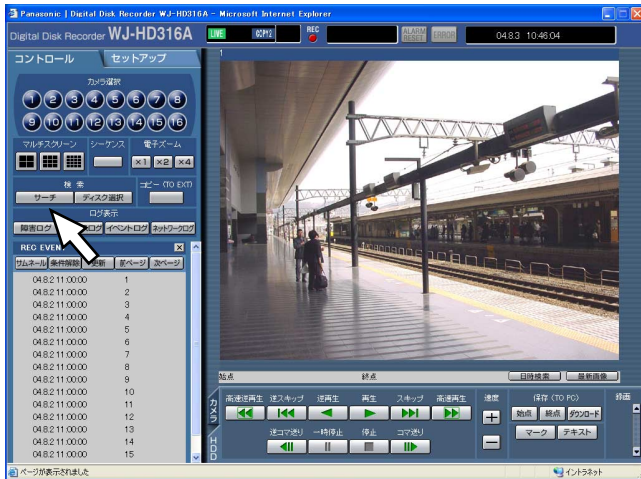 Panasonic | Digital Disk Recorder WJ-HD316A - Microsoft Internet Explorer
Digital Disk Recorder WJ-HD316A
LIVE
COPY2
REC
ALARM RESET
ERROR
04.8.3 10:46:04
コントロール
セットアップ
カメラ選択
1 2 3 4 5 6 7 8
9 10 11 12 13 14 15 16
マルチスクリーン
シーケンス
電子ズーム
×1 ×2 ×4
検索
コピー (TO EXT)
サーチ
ディスク選択
ログ表示
障害ログ
ログ
イベントログ
ネットワークログ
REC EVEN
サムネール
条件解除
更新
前ページ
次ページ
04.8.2 11:00:00 1
04.8.2 11:00:00 2
04.8.2 11:00:00 3
04.8.2 11:00:00 4
04.8.2 11:00:00 5
04.8.2 11:00:00 6
04.8.2 11:00:00 7
04.8.2 11:00:00 8
04.8.2 11:00:00 9
04.8.2 11:00:00 10
04.8.2 11:00:00 11
04.8.2 11:00:00 12
04.8.2 11:00:00 13
04.8.2 11:00:00 14
04.8.2 11:00:00 15
1
始点
終点
日時検索
最新画像
カメラ
HDD
高速逆再生
逆スキップ
逆再生
再生
スキップ
高速再生
逆コマ送り
一時停止
停止
コマ送り
速度
保存 (TO PC)
始点
終点
ダウンロード
マーク
テキスト
録画
ページが表示されました
イントラネット